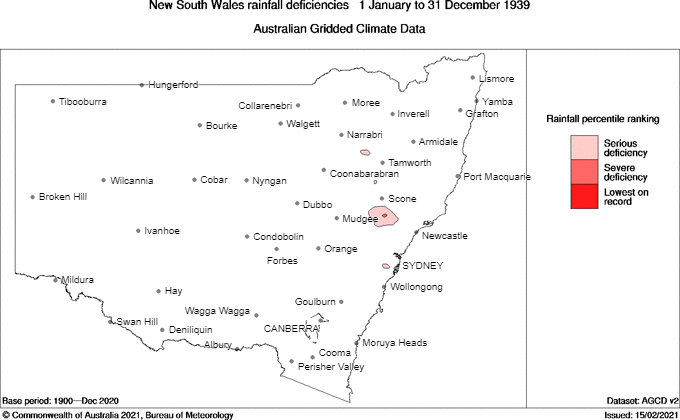 New South Wales rainfall deficiencies 1 January to 31 December 1939
Australian Gridded Climate Data
Hungerford
Lismore
Tibooburra
Collarenebri
Moree
Yamba
Inverell
Grafton
Bourke
Walgett
Narrabri
Armidale
Tamworth
Coonabarabran
Port Macquarie
Wilcannia
Cobar
Nyngan
Broken Hill
Scone
Dubbo
Mudgee
Ivanhoe
Condobolin
Newcastle
Orange
Forbes
SYDNEY
Mildura
Wollongong
Hay
Goulburn
Wagga Wagga
Swan Hill
Deniliquin
CANBERRA
Albury
Moruya Heads
Cooma
Perisher Valley
Rainfall percentile ranking
Serious
deficiency
Severe
deficiency
Lowest on
record
Base period: 1900—Dec 2020
Dataset: AGCD v2
© Commonwealth of Australia 2021, Bureau of Meteorology
Issued: 15/02/2021